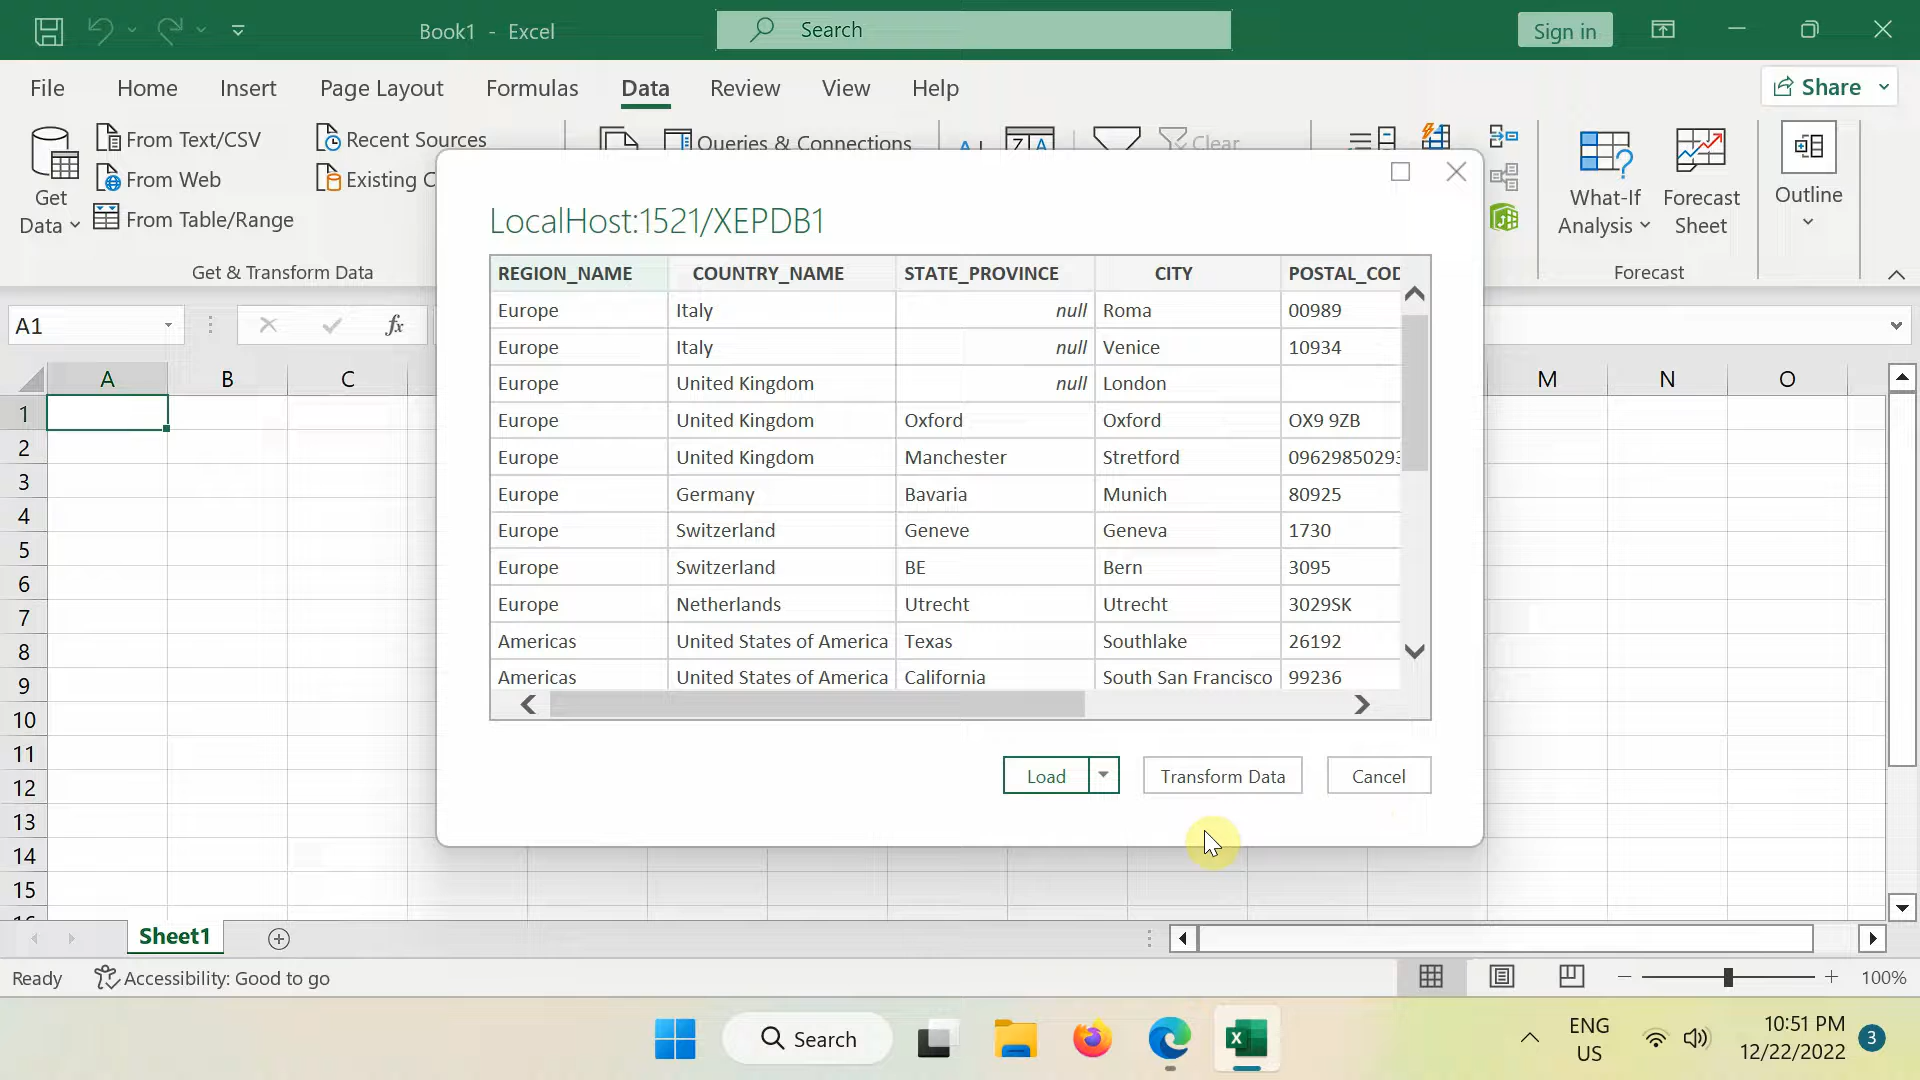 Book1 - Excel
Search
Sign in
File Home Insert Page Layout Formulas Data Review View Help
Share
Get Data
From Text/CSV
From Web
From Table/Range
Recent Sources
Existing C
Queries & Connections
Clear
What-If Analysis
Forecast Sheet
Outline
Get & Transform Data
Forecast
A1
fx
A B C M N O
LocalHost:1521/XEPDB1
REGION_NAME COUNTRY_NAME STATE_PROVINCE CITY POSTAL_COD
Europe Italy null Roma 00989
Europe Italy null Venice 10934
Europe United Kingdom null London
Europe United Kingdom Oxford Oxford OX9 9ZB
Europe United Kingdom Manchester Stretford 09629850293
Europe Germany Bavaria Munich 80925
Europe Switzerland Geneve Geneva 1730
Europe Switzerland BE Bern 3095
Europe Netherlands Utrecht Utrecht 3029SK
Americas United States of America Texas Southlake 26192
Americas United States of America California South San Francisco 99236
Load
Transform Data
Cancel
1
2
3
4
5
6
7
8
9
10
11
12
13
14
15
Sheet1
Ready
Accessibility: Good to go
100%
Search
ENG
US
10:51 PM
12/22/2022
3